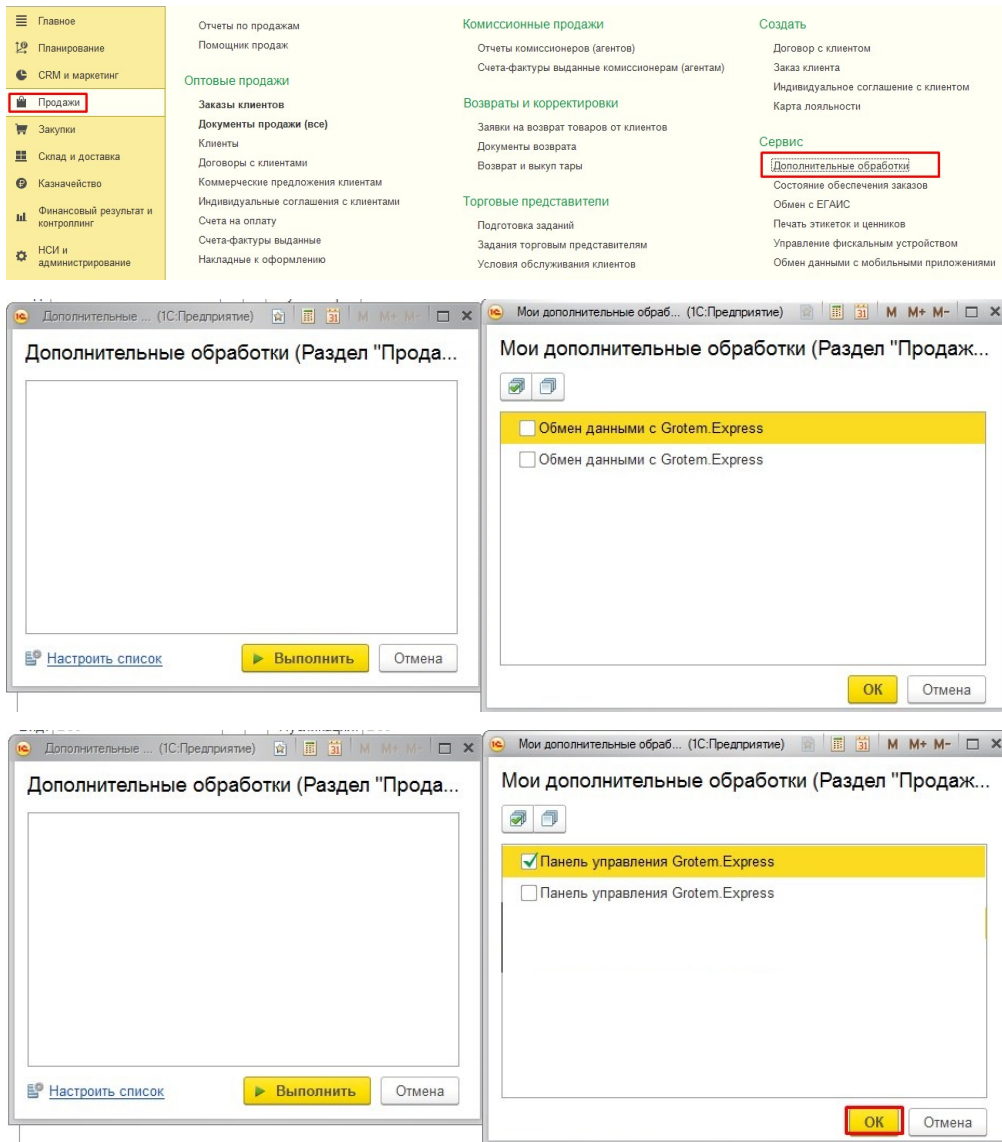 Главное
Планирование
CRM и маркетинг
Продажи
Закупки
Склад и доставка
Казначейство
Финансовый результат и
контроллинг
НСИ и
администрирование
Отчеты по продажам
Помощник продаж
Оптовые продажи
Заказы клиентов
Документы продажи (все)
Клиенты
Договоры с клиентами
Коммерческие предложения клиентам
Индивидуальные соглашения с клиентами
Счета на оплату
Счета-фактуры выданные
Накладные к оформлению
Комиссионные продажи
Отчеты комиссионеров (агентов)
Счета-фактуры выданные комиссионерам (агентам)
Возвраты и корректировки
Заявки на возврат товаров от клиентов
Документы возврата
Возврат и выкуп тары
Торговые представители
Подготовка заданий
Задания торговым представителям
Условия обслуживания клиентов
Создать
Договор с клиентом
Заказ клиента
Индивидуальное соглашение с клиентом
Карта лояльности
Сервис
Дополнительные обработки
Состояние обеспечения заказов
Обмен с ЕГАИС
Печать этикеток и ценников
Управление фискальным устройством
Обмен данными с мобильными приложениями
Дополнительные ... (1С:Предприятие) 31 M M+ M-
Дополнительные обработки (Раздел "Прода...
Настроить список
Выполнить
Отмена
Мои дополнительные обраб... (1С:Предприятие) 31 M M+ M-
Мои дополнительные обработки (Раздел "Продаж...
Обмен данными с Grotem.Express
Обмен данными с Grotem.Express
ОК
Отмена
Дополнительные ... (1С:Предприятие) 31 M M+ M-
Дополнительные обработки (Раздел "Прода...
Настроить список
Выполнить
Отмена
Мои дополнительные обраб... (1С:Предприятие) 31 M M+ M-
Мои дополнительные обработки (Раздел "Продаж...
Панель управления Grotem.Express
Панель управления Grotem.Express
ОК
Отмена